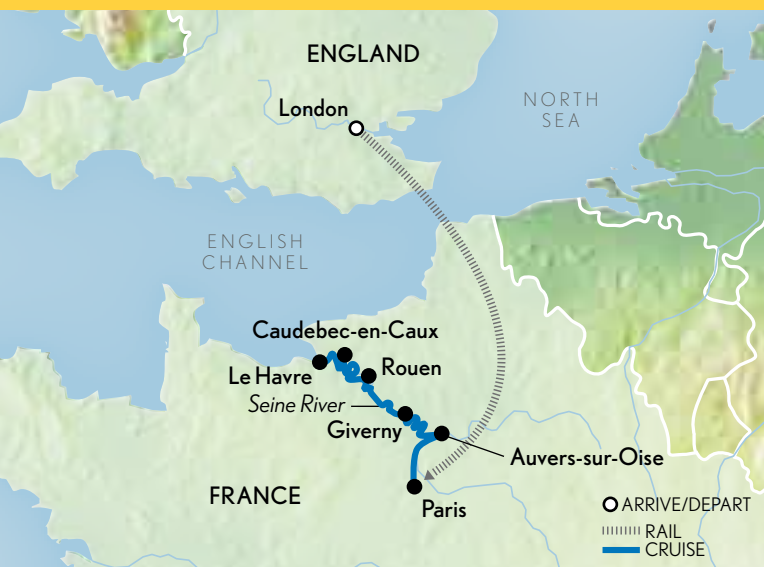 ENGLAND
London
NORTH
SEA
ENGLISH
CHANNEL
Caudebec-en-Caux
Le Havre
Rouen
Seine River
Giverny
Auvers-sur-Oise
FRANCE
Paris
ARRIVE/DEPART
RAIL
CRUISE